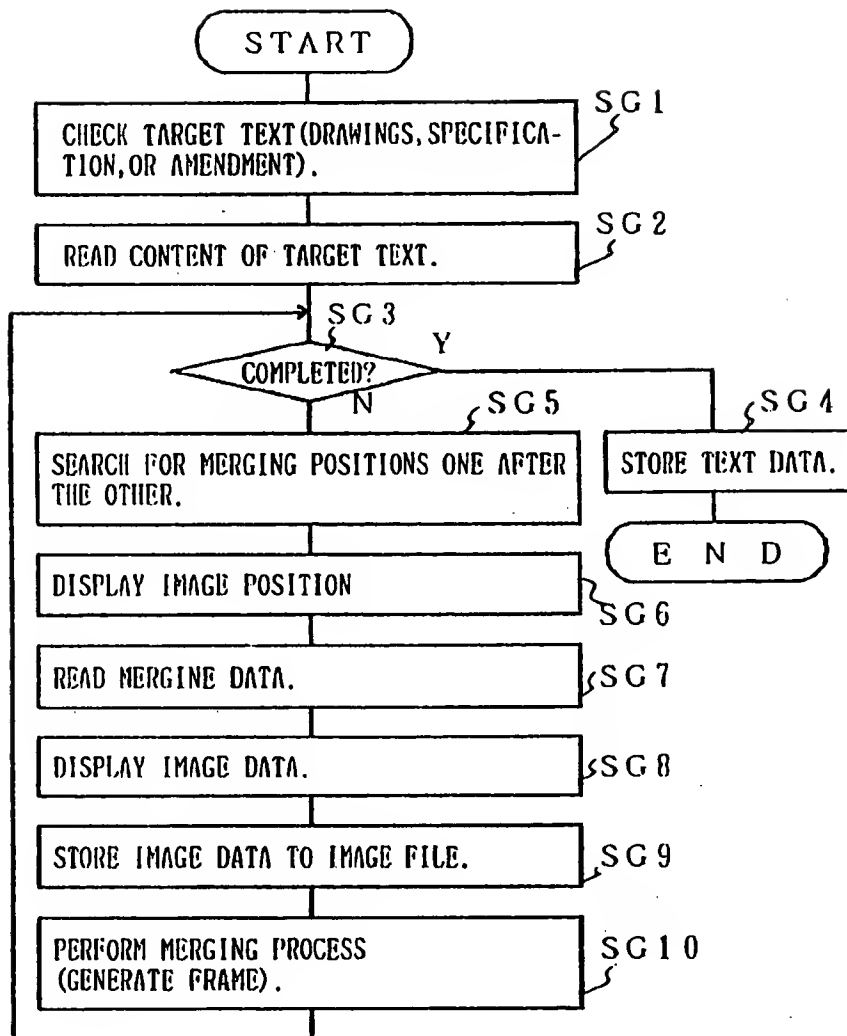 START
SG1
CHECK TARGET TEXT(DRAWINGS, SPECIFICA-
TION, OR AMENDMENT).
SG2
READ CONTENT OF TARGET TEXT.
SG3
Y
COMPLETED?
N
SG5
SG4
SEARCH FOR MERGING POSITIONS ONE AFTER
THE OTHER.
STORE TEXT DATA.
END
DISPLAY IMAGE POSITION
SG6
READ MERGINE DATA.
SG7
DISPLAY IMAGE DATA.
SG8
STORE IMAGE DATA TO IMAGE FILE.
SG9
PERFORM MERGING PROCESS
(GENERATE FRAME).
SG10